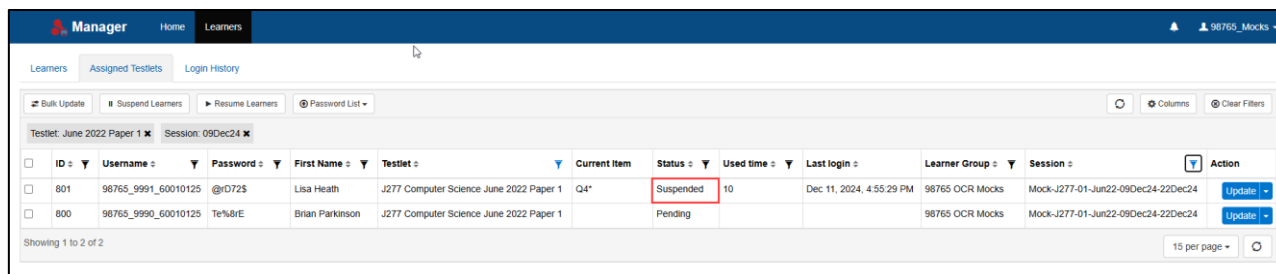 Manager Home Learners 98765_Mocks
Learners Assigned Testlets Login History
Bulk Update Suspend Learners Resume Learners Password List Columns Clear Filters
Testlet: June 2022 Paper 1 Session: 09Dec24
ID Username Password First Name Testlet Current Item Status Used time Last login Learner Group Session Action
801 98765_9991_60010125 @rD72$ Lisa Heath J277 Computer Science June 2022 Paper 1 Q4* Suspended 10 Dec 11, 2024, 4:55:29 PM 98765 OCR Mocks Mock-J277-01-Jun22-09Dec24-22Dec24 Update
800 98765_9990_60010125 Te%8rE Brian Parkinson J277 Computer Science June 2022 Paper 1 Pending 98765 OCR Mocks Mock-J277-01-Jun22-09Dec24-22Dec24 Update
Showing 1 to 2 of 2
15 per page